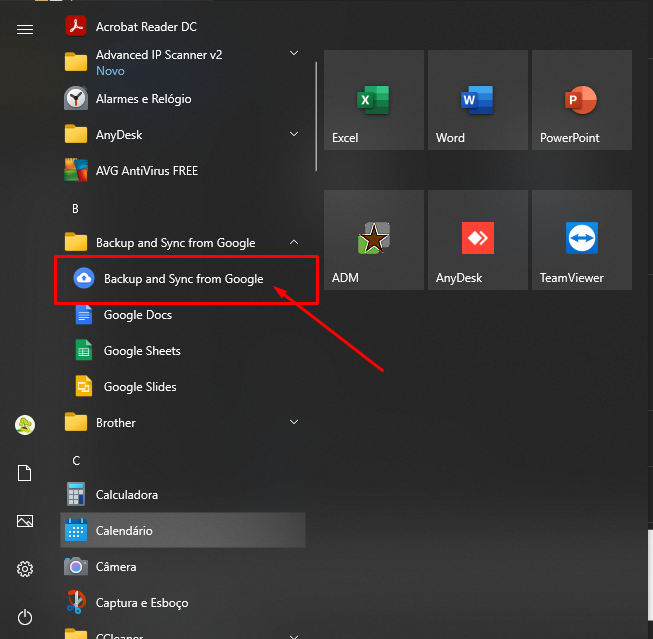 Acrobat Reader DC
Advanced IP Scanner v2
Novo
Alarmes e Relógio
AnyDesk
AVG AntiVirus FREE
B
Backup and Sync from Google
Backup and Sync from Google
Google Docs
Google Sheets
Google Slides
Brother
C
Calculadora
Calendário
Câmera
Captura e Esboço
CCleaner
Excel
Word
PowerPoint
ADM
AnyDesk
TeamViewer